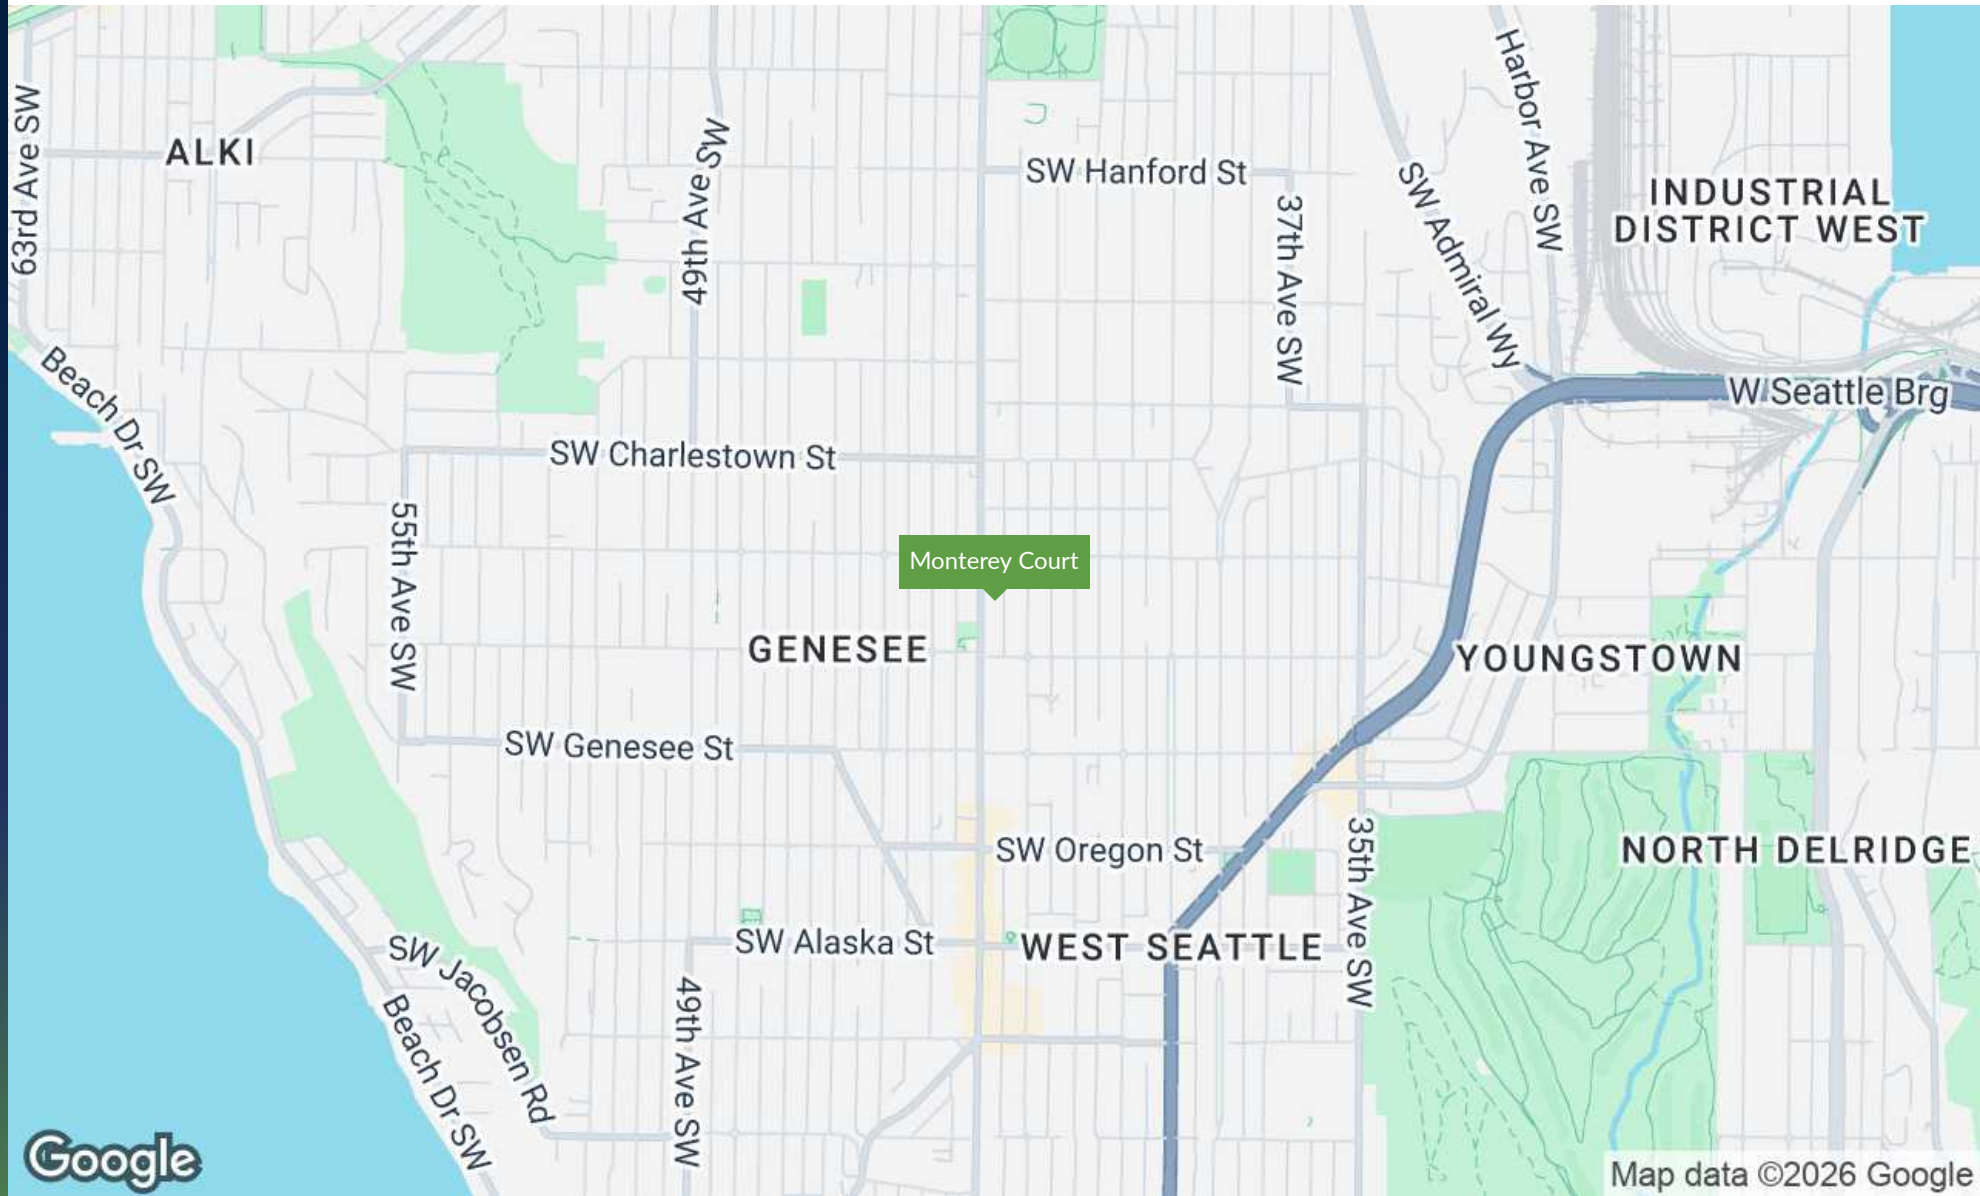 63rd Ave SW
ALKI
49th Ave SW
SW Hanford St
37th Ave SW
SW Admiral Wy
Harbor Ave SW
INDUSTRIAL
DISTRICT WEST
Beach Dr SW
W Seattle Brg
SW Charlestown St
55th Ave SW
Monterey Court
GENESEE
YOUNGSTOWN
SW Genesee St
SW Oregon St
35th Ave SW
NORTH DELRIDGE
SW Alaska St
WEST SEATTLE
SW Jacobsen Rd
Beach Dr SW
49th Ave SW
Google
Map data ©2026 Google